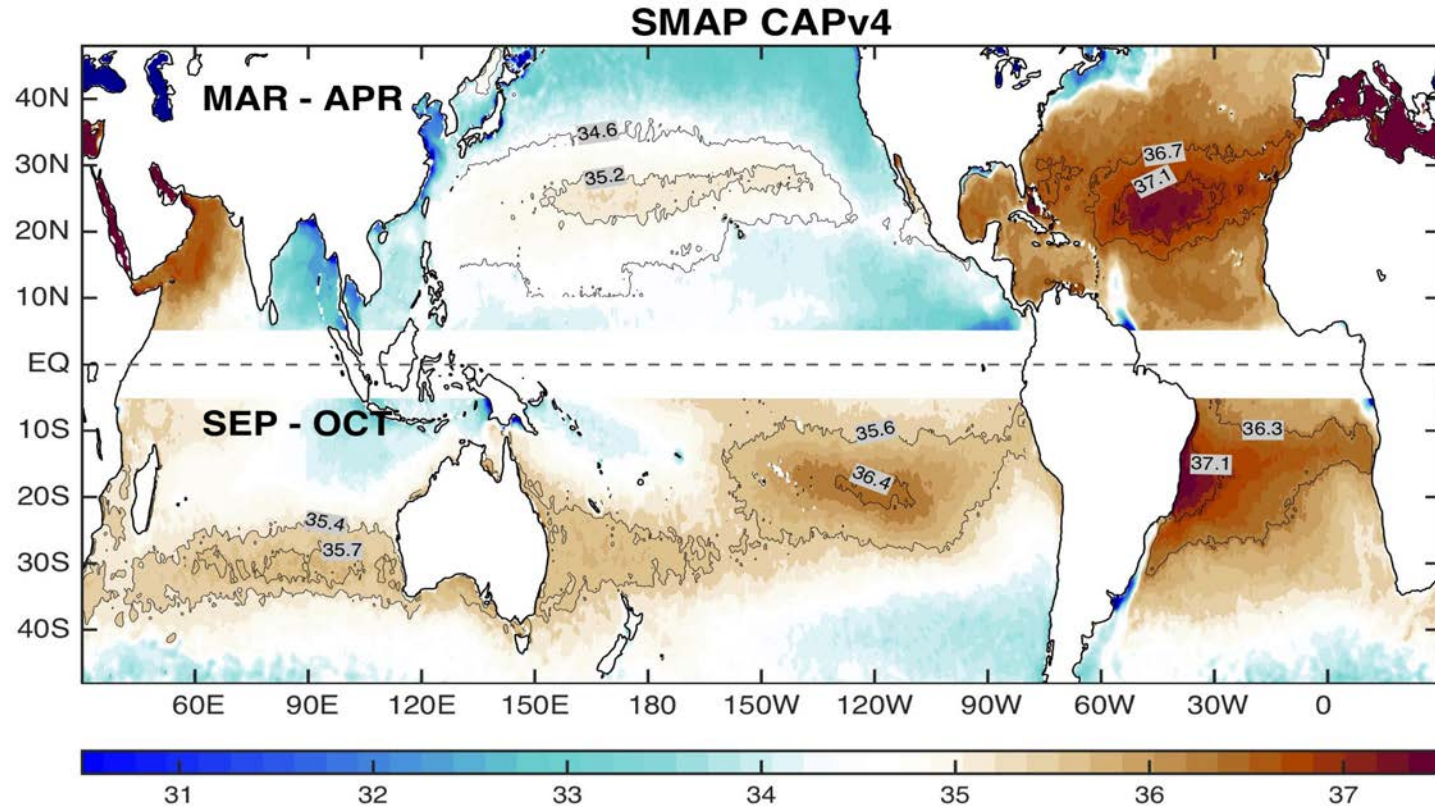 SMAP CAPv4
MAR - APR
40N
30N
20N
10N
EQ
10S
20S
30S
40S
34.6
35.2
36.7
37.1
SEP - OCT
35.6
36.4
36.3
37.1
35.4
35.7
60E 90E 120E 150E 180 150W 120W 90W 60W 30W 0
31 32 33 34 35 36 37